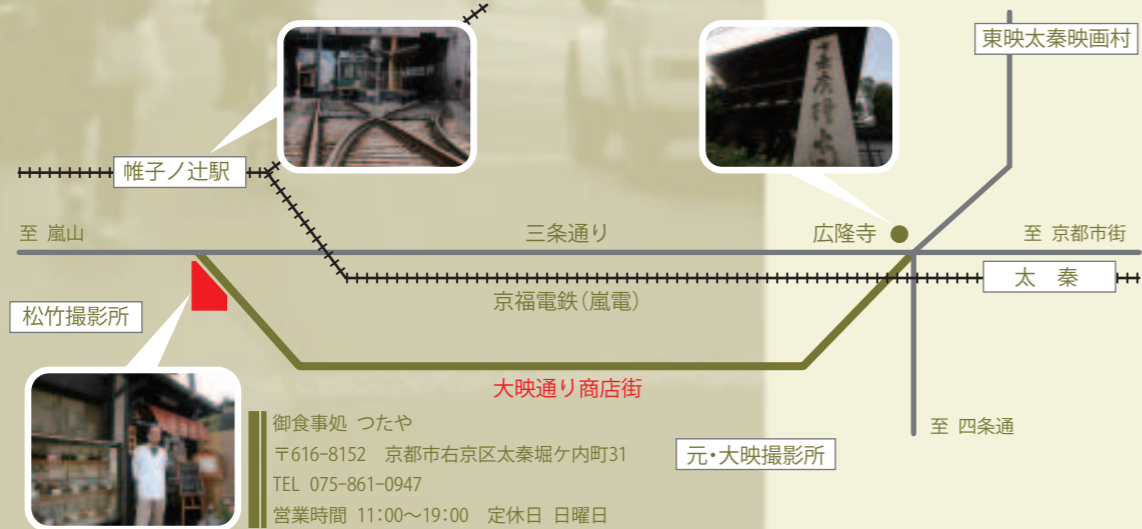 東映太秦映画村
帷子ノ辻駅
至 嵐山
三条通り
広隆寺
至 京都市街
太 秦
京福電鉄(嵐電)
松竹撮影所
大映通り商店街
御食事処 つたや
〒616-8152 京都市右京区太秦堀ケ内町31
TEL 075-861-0947
営業時間 11:00〜19:00 定休日 日曜日
元・大映撮影所
至 四条通